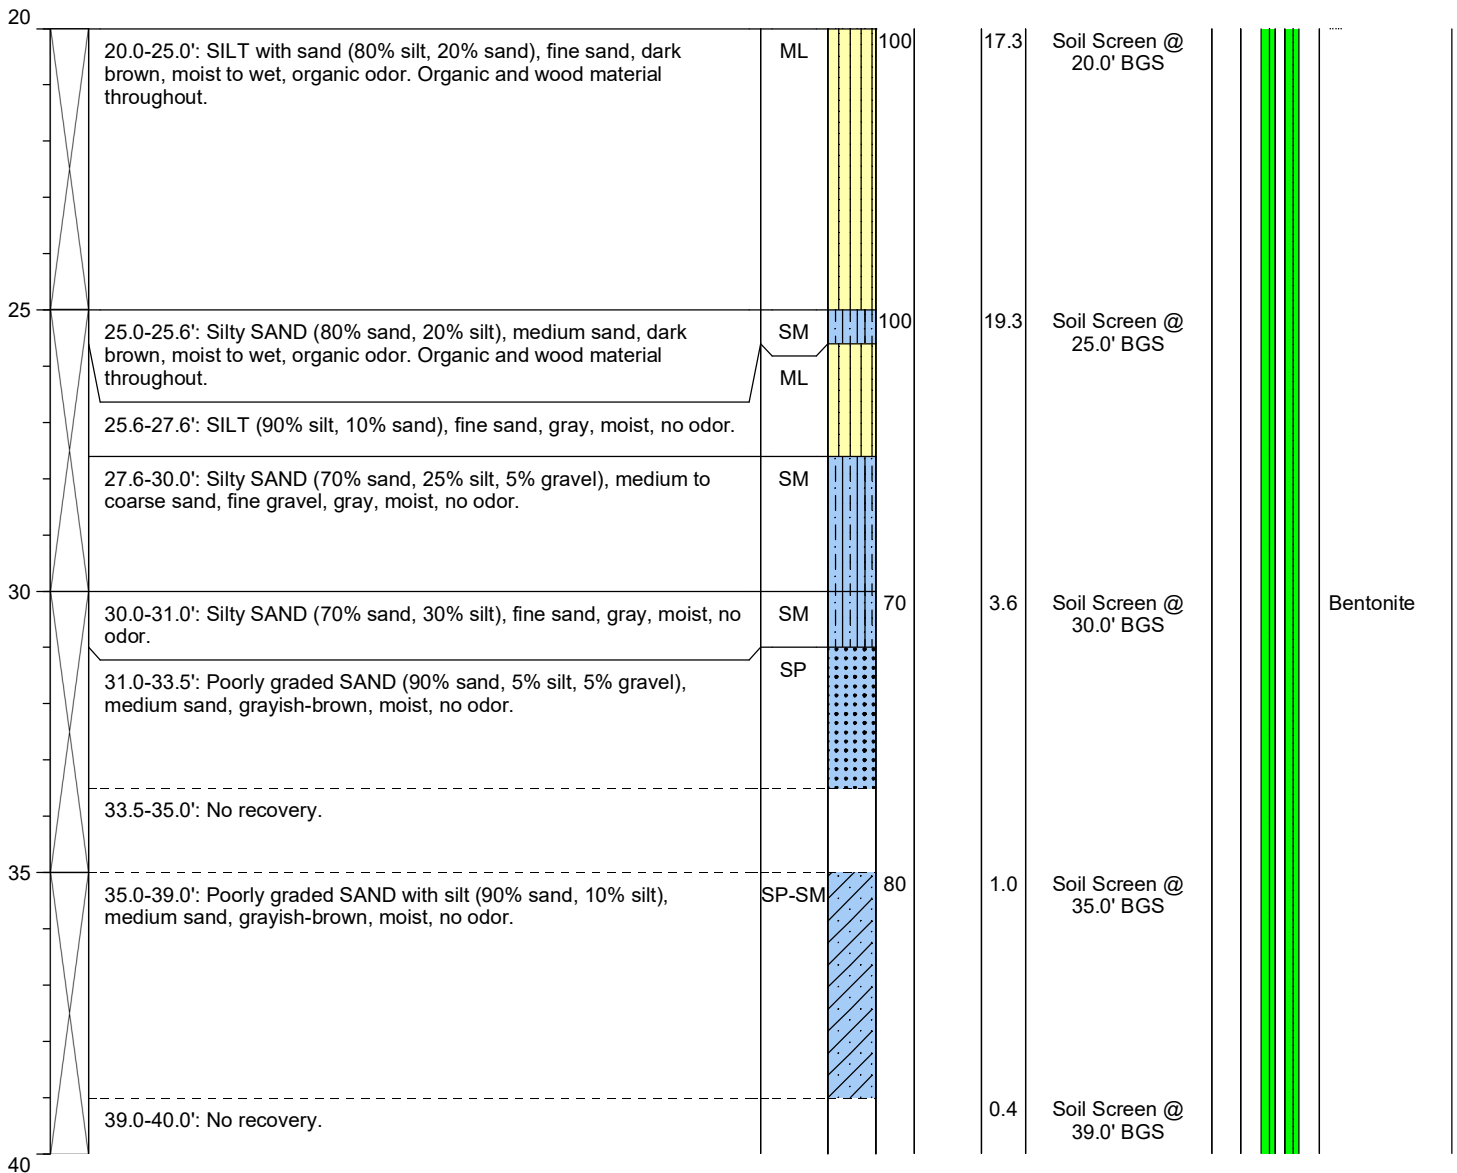 20
20.0-25.0': SILT with sand (80% silt, 20% sand), fine sand, dark
brown, moist to wet, organic odor. Organic and wood material
throughout.
ML
100
17.3
Soil Screen @
20.0' BGS
25
25.0-25.6': Silty SAND (80% sand, 20% silt), medium sand, dark
brown, moist to wet, organic odor. Organic and wood material
throughout.
SM
100
19.3
Soil Screen @
25.0' BGS
ML
25.6-27.6': SILT (90% silt, 10% sand), fine sand, gray, moist, no odor.
27.6-30.0': Silty SAND (70% sand, 25% silt, 5% gravel), medium to
coarse sand, fine gravel, gray, moist, no odor.
SM
30
30.0-31.0': Silty SAND (70% sand, 30% silt), fine sand, gray, moist, no
odor.
SM
70
3.6
Soil Screen @
30.0' BGS
Bentonite
SP
31.0-33.5': Poorly graded SAND (90% sand, 5% silt, 5% gravel),
medium sand, grayish-brown, moist, no odor.
33.5-35.0': No recovery.
35
35.0-39.0': Poorly graded SAND with silt (90% sand, 10% silt),
medium sand, grayish-brown, moist, no odor.
SP-SM
80
1.0
Soil Screen @
35.0' BGS
39.0-40.0': No recovery.
0.4
Soil Screen @
39.0' BGS
40